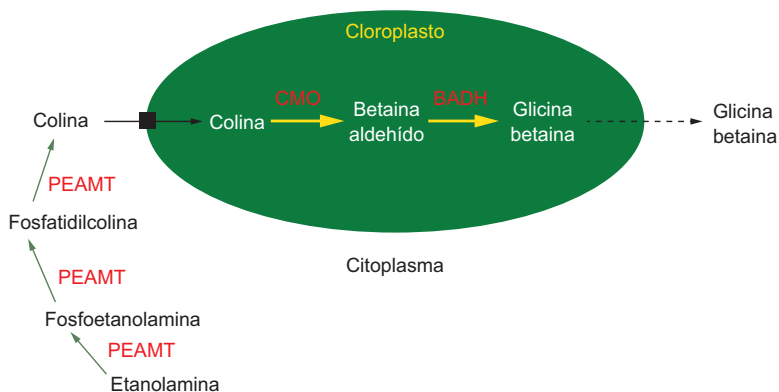 Cloroplasto
CMO
BADH
Colina
Colina
Betaina
aldehído
Glicina
betaina
Glicina
betaina
PEAMT
Fosfatidilcolina
Citoplasma
PEAMT
Fosfoetanolamina
PEAMT
Etanolamina